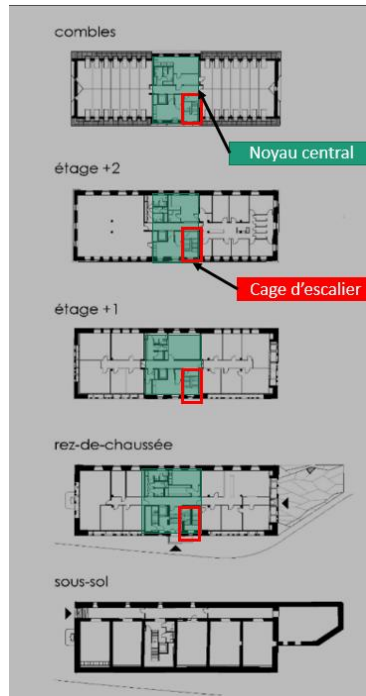 combles
Noyau central
étage +2
Cage d'escalier
étage +1
rez-de-chaussée
sous-sol